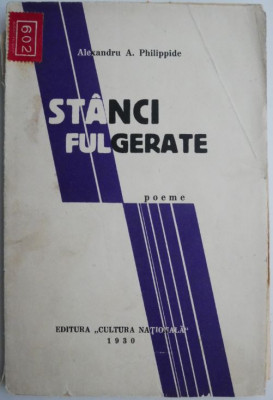 602
Alexandru A. Philippide
STÂNCI
FULGERATE
poeme
EDITURA „CULTURA NAȚIONALĂ"
1930